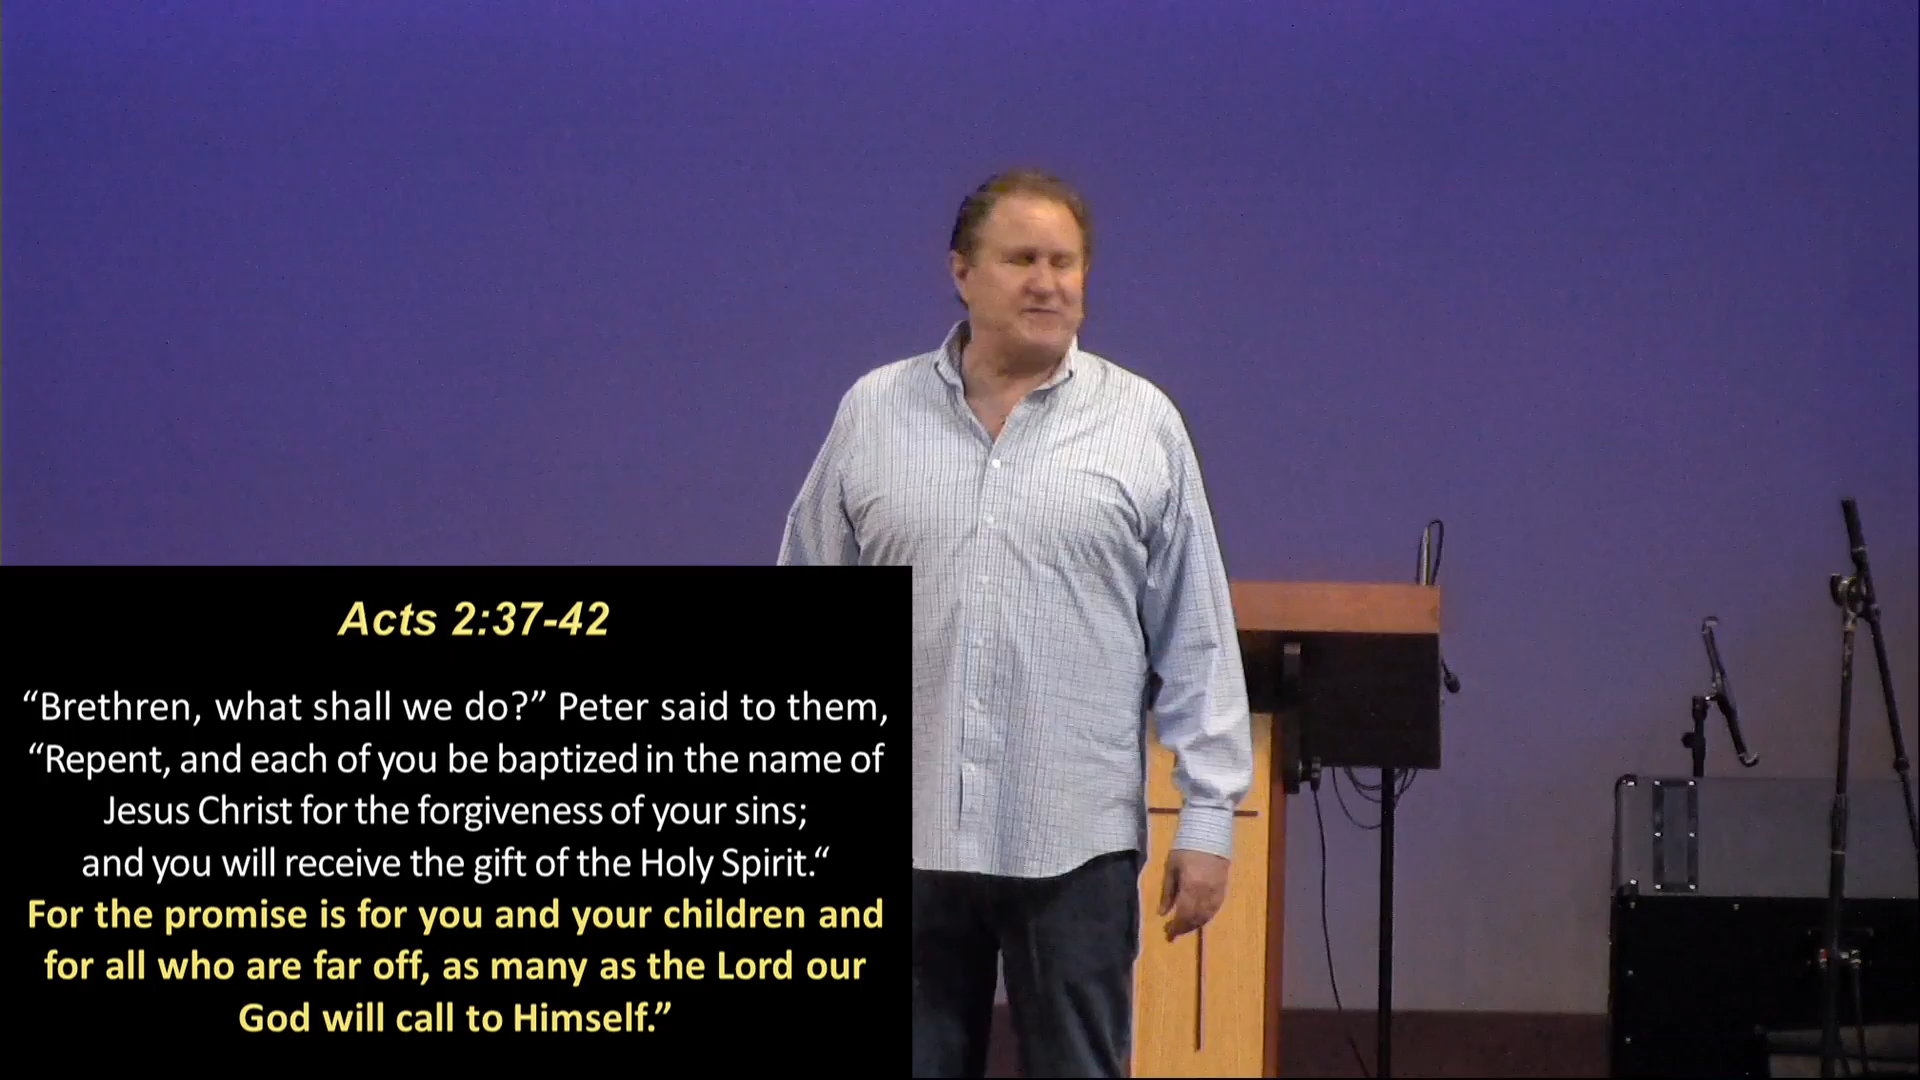 Acts 2:37-42
“Brethren, what shall we do?” Peter said to them,
“Repent, and each of you be baptized in the name of
Jesus Christ for the forgiveness of your sins;
and you will receive the gift of the Holy Spirit.“
For the promise is for you and your children and
for all who are far off, as many as the Lord our
God will call to Himself.”